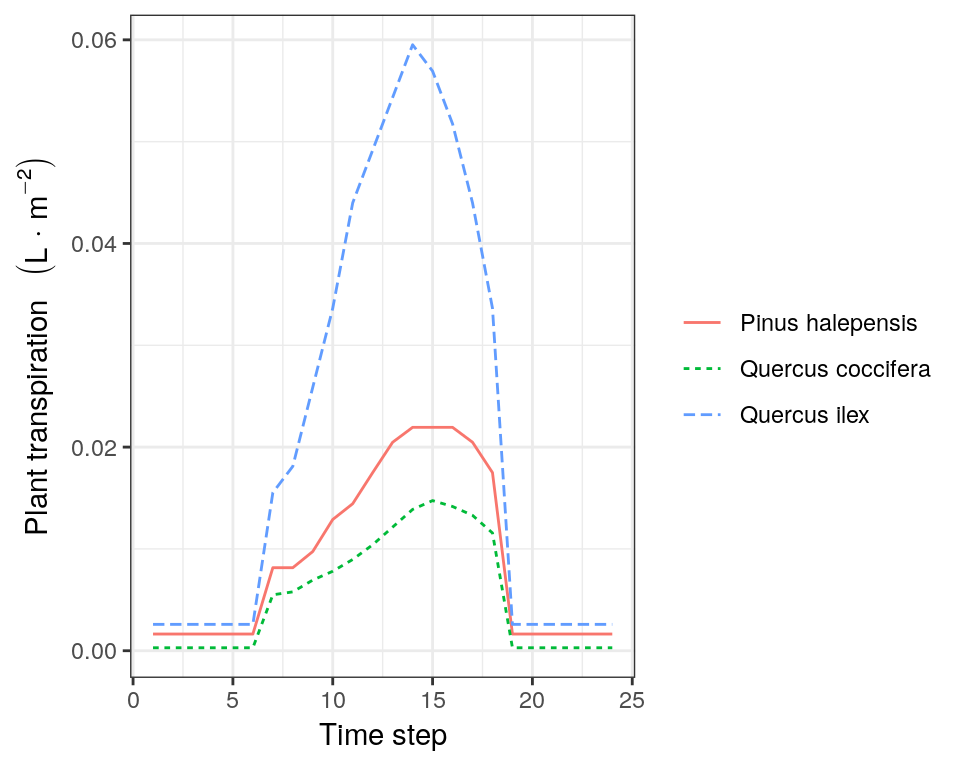 Plant transpiration (L · m⁻²)
0.06
0.04
0.02
0.00
0 5 10 15 20 25
Time step
Pinus halepensis
Quercus coccifera
Quercus ilex